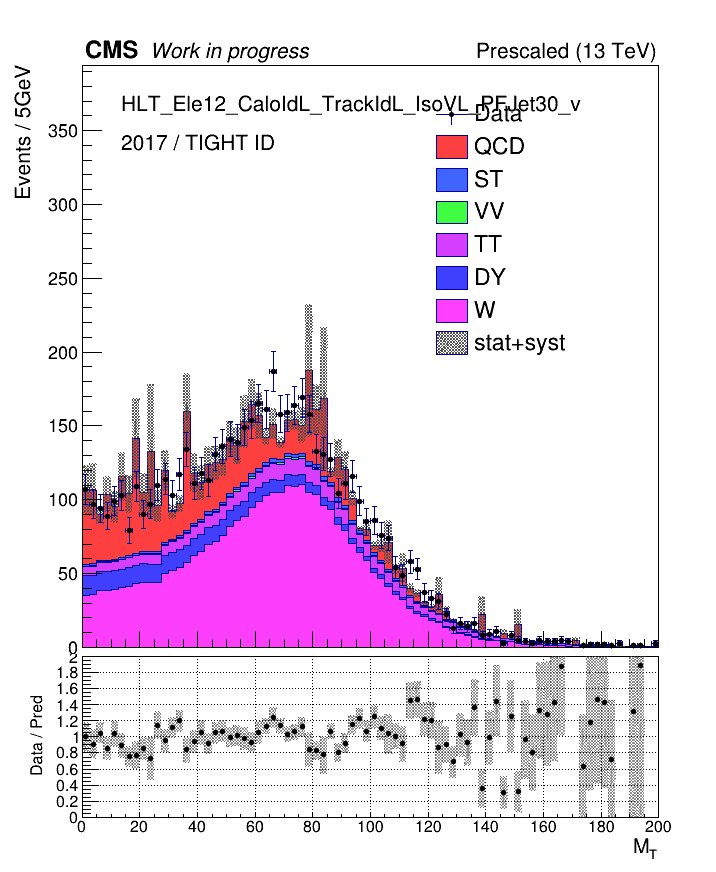 CMS Work in progress Prescaled (13 TeV)
Events / 5GeV
HLT_Ele12_CaloIdL_TrackIdL_IsoVL_PFJet30_v
2017 / TIGHT ID
Data
QCD
ST
VV
TT
DY
W
stat+syst
350
300
250
200
150
100
50
0
Data / Pred
2
1.8
1.6
1.4
1.2
1
0.8
0.6
0.4
0.2
0
0 20 40 60 80 100 120 140 160 180 200
M_T